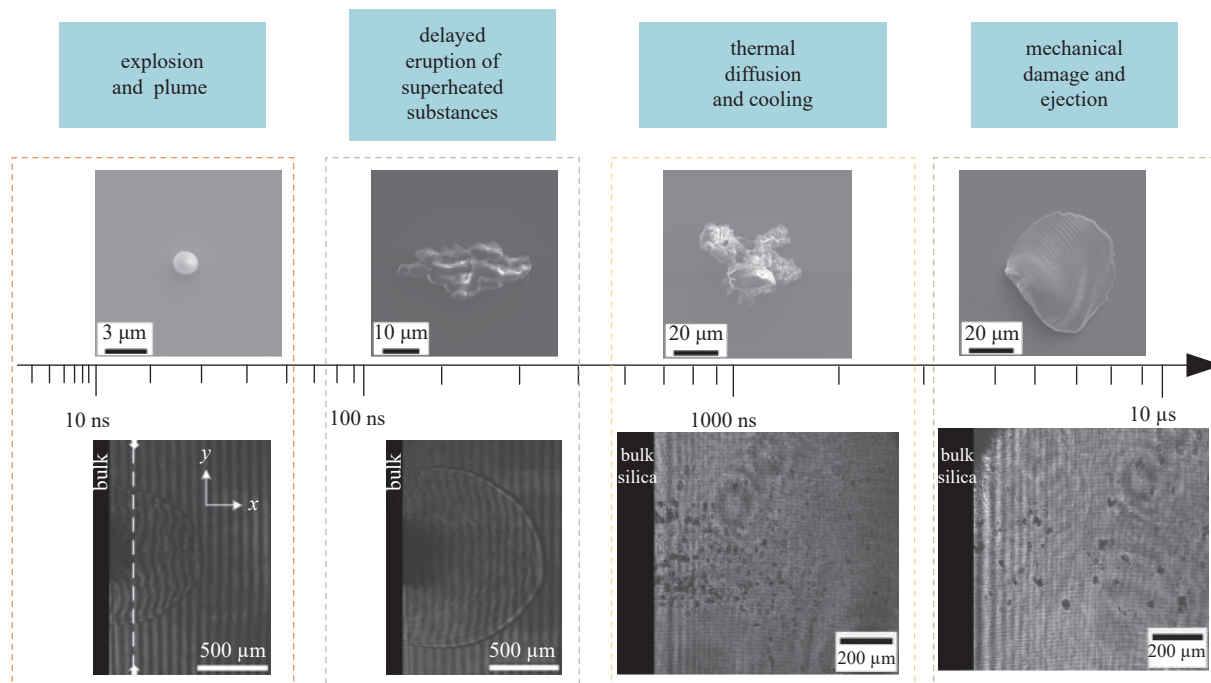 explosion
and plume
delayed
eruption of
superheated
substances
thermal
diffusion
and cooling
mechanical
damage and
ejection
3 μm
10 μm
20 μm
20 μm
10 ns
100 ns
1000 ns
10 μs
bulk
y
x
500 μm
bulk
500 μm
bulk
silica
200 μm
bulk
silica
200 μm